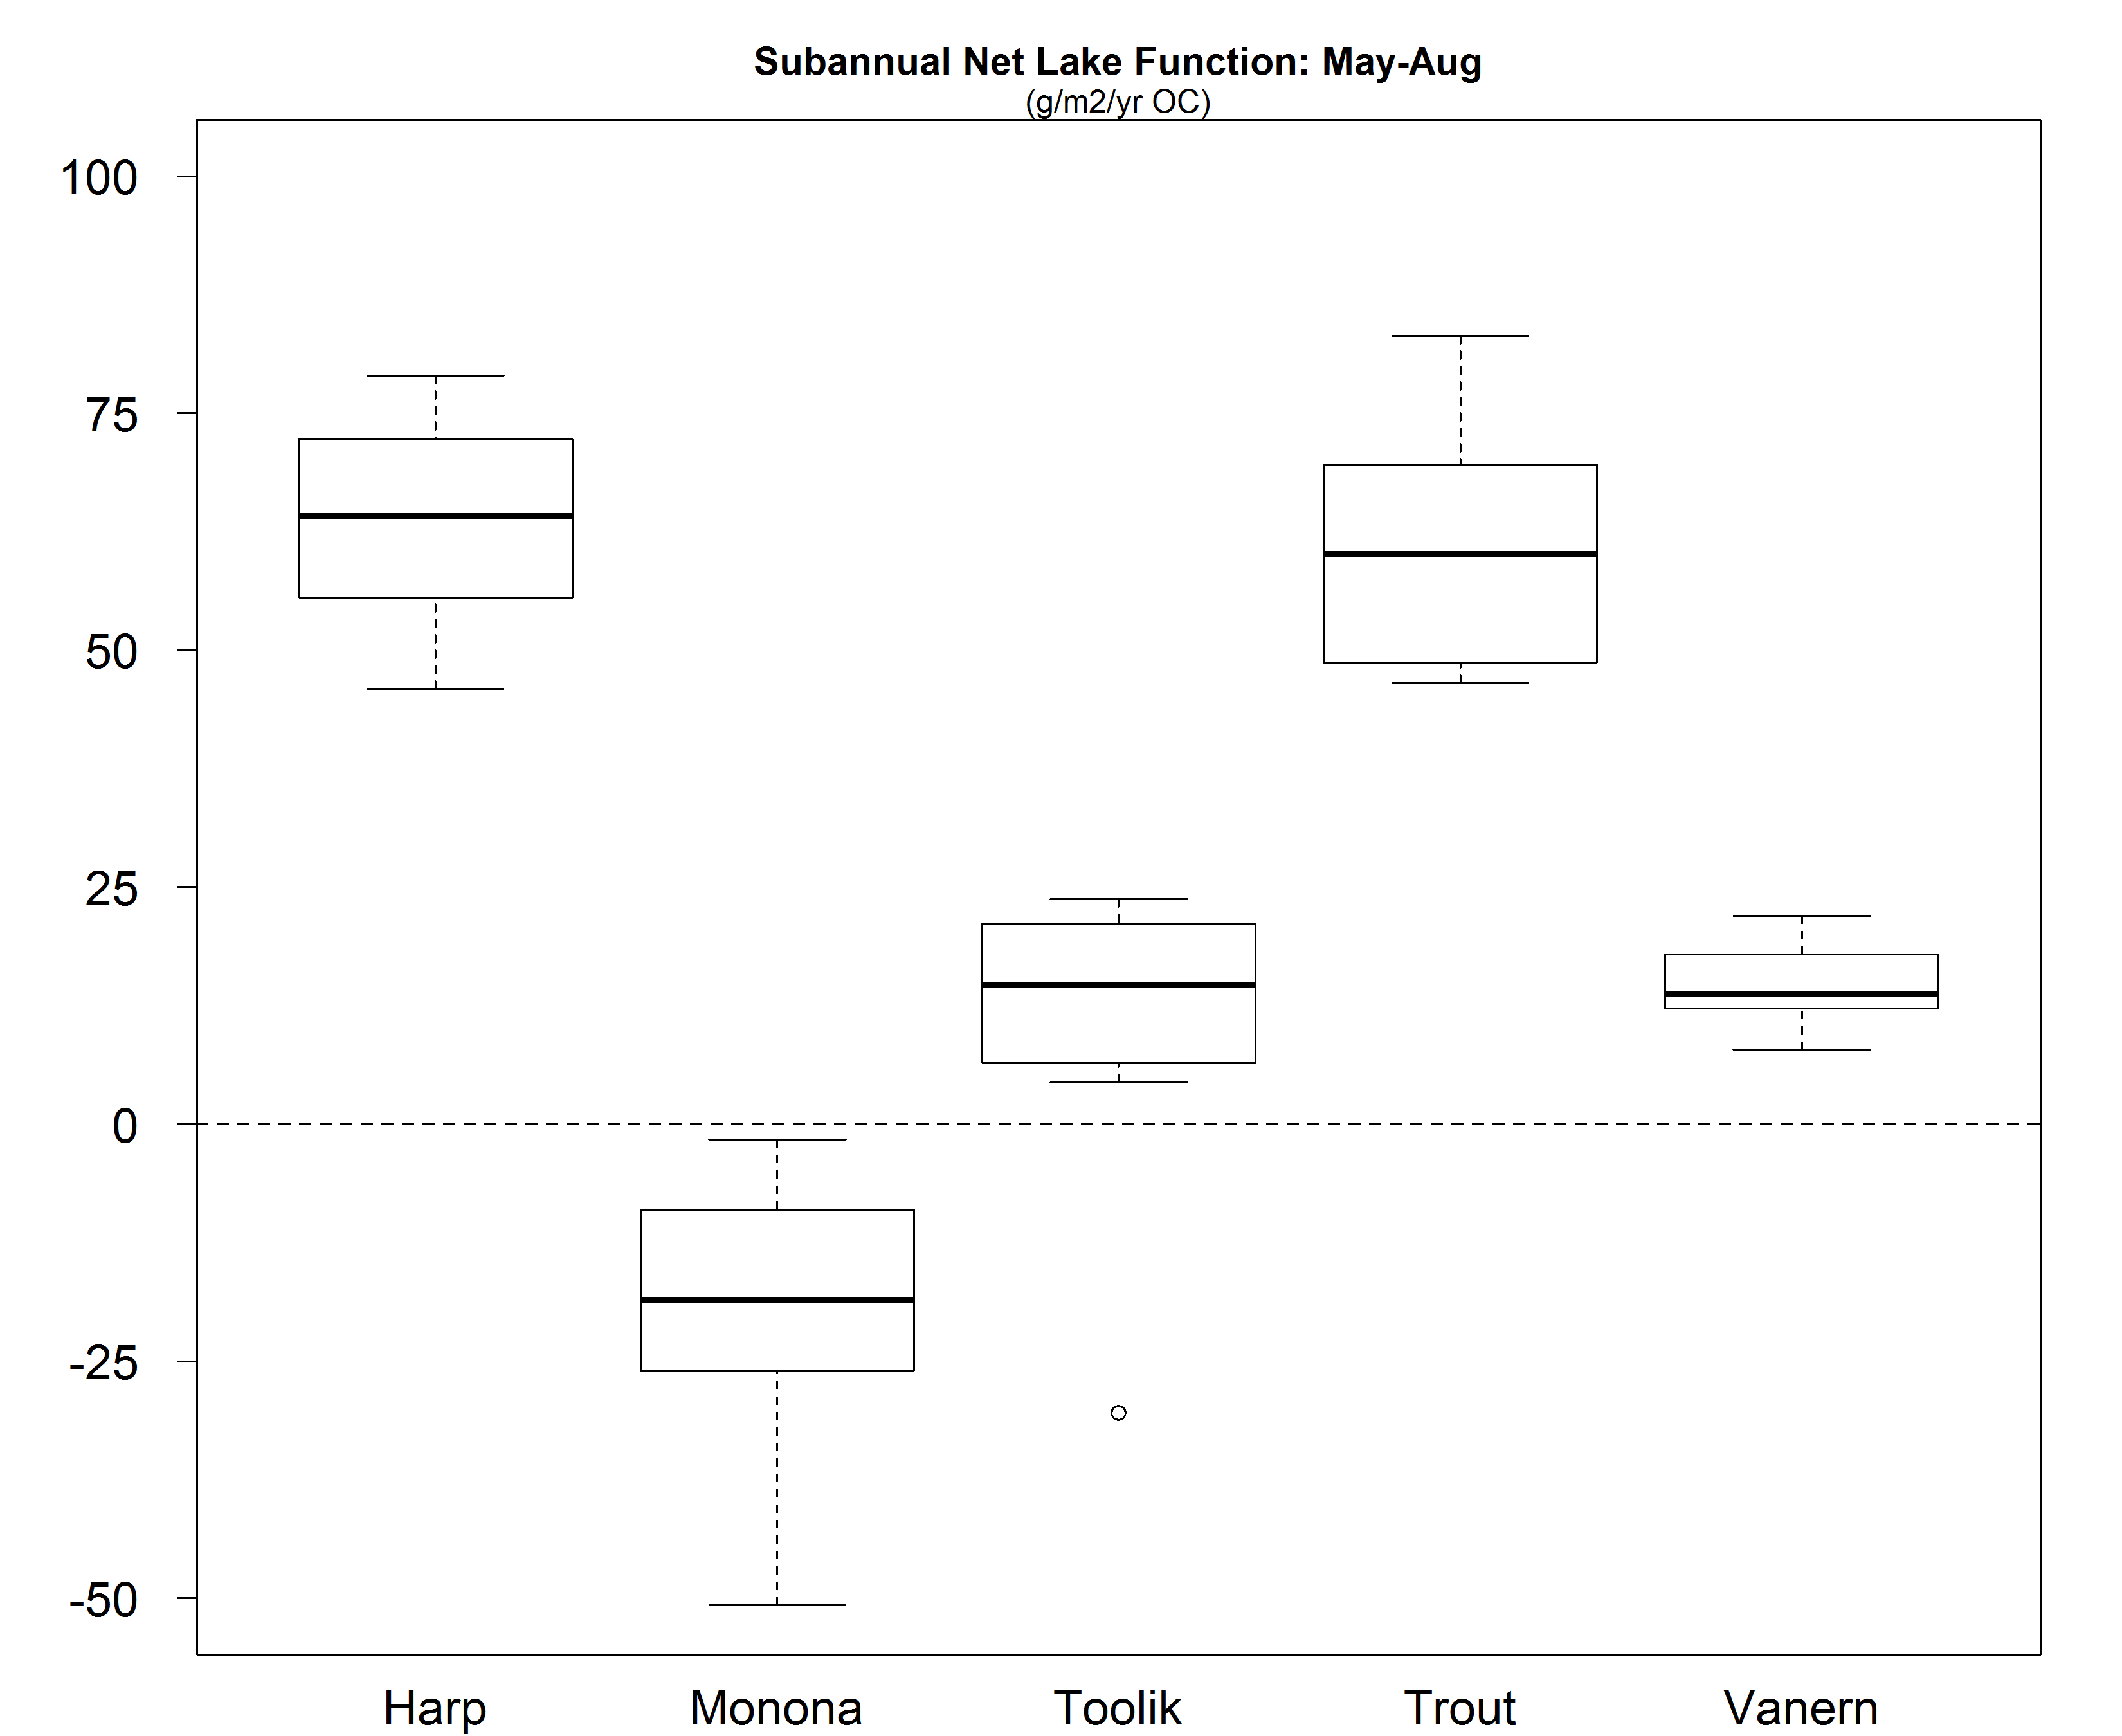 Subannual Net Lake Function: May-Aug
(g/m2/yr OC)
100
75
50
25
0
-25
-50
Harp Monona Toolik Trout Vanern